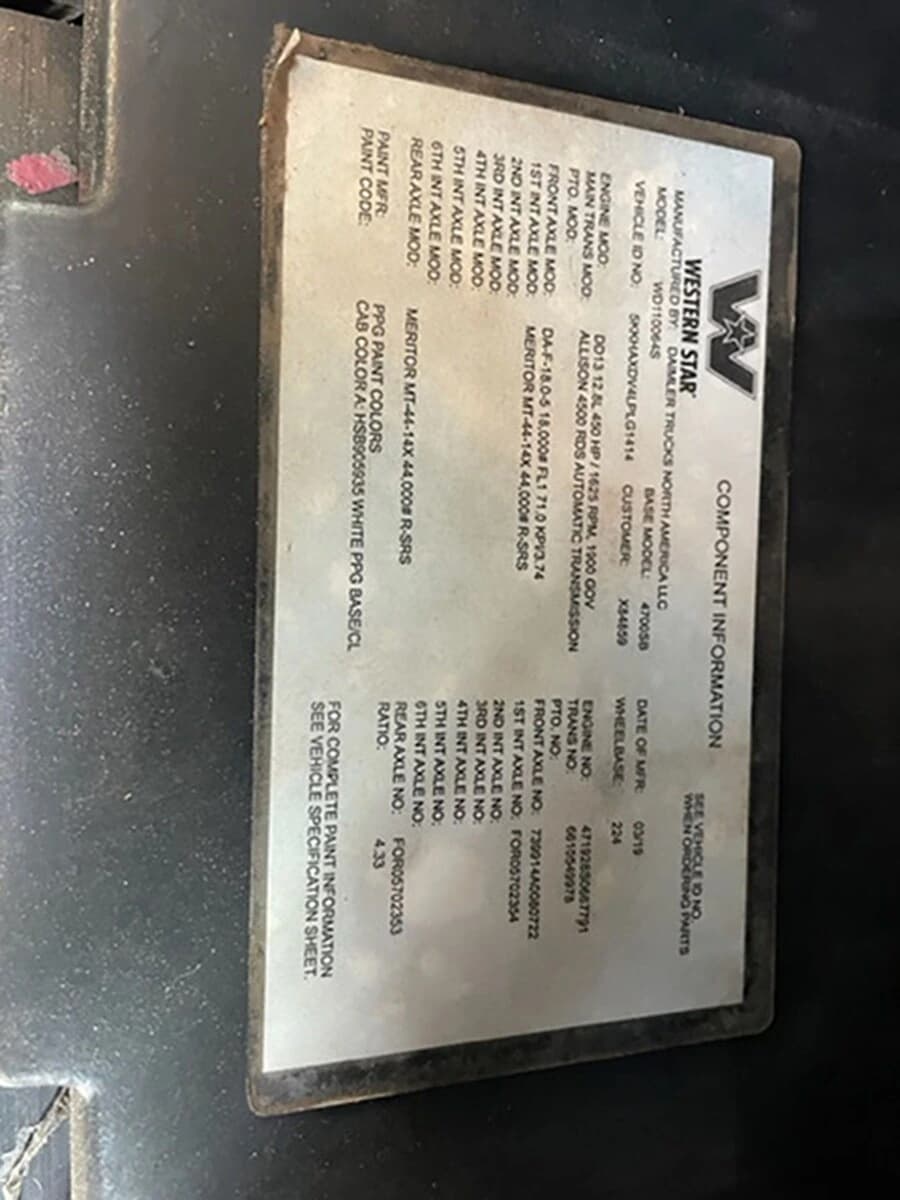 WESTERN STAR
COMPONENT INFORMATION
SEE VEHICLE ID NO.
WHEN ORDERING PARTS
MANUFACTURED BY: DAIMLER TRUCKS NORTH AMERICA LLC
MODEL: WD110064S BASE MODEL: 4700SB DATE OF MFR: 03/19
VEHICLE ID NO: 5KKHAXDV4LPLG1414 CUSTOMER: X84859 WHEELBASE: 224
ENGINE MOD: DD13 12.8L 450 HP / 1625 RPM, 1900 GOV ENGINE NO: 471928S0667791
MAIN TRANS MOD: ALLISON 4500 RDS AUTOMATIC TRANSMISSION TRANS NO: 6610549978
PTO. MOD: PTO. NO:
FRONT AXLE MOD: DA-F-18.0-5 18,000# FL1 71.0 KPI/3.74 FRONT AXLE NO: 739914A0080722
1ST INT AXLE MOD: MERITOR MT-44-14X 44,000# R-SRS 1ST INT AXLE NO: FOR05702354
2ND INT AXLE MOD: 2ND INT AXLE NO:
3RD INT AXLE MOD: 3RD INT AXLE NO:
4TH INT AXLE MOD: 4TH INT AXLE NO:
5TH INT AXLE MOD: 5TH INT AXLE NO:
6TH INT AXLE MOD: 6TH INT AXLE NO:
REAR AXLE MOD: MERITOR MT-44-14X 44,000# R-SRS REAR AXLE NO: FOR05702353
RATIO: 4.33
PAINT MFR: PPG PAINT COLORS
PAINT CODE: CAB COLOR A: HSB905935 WHITE PPG BASE/CL
FOR COMPLETE PAINT INFORMATION
SEE VEHICLE SPECIFICATION SHEET.